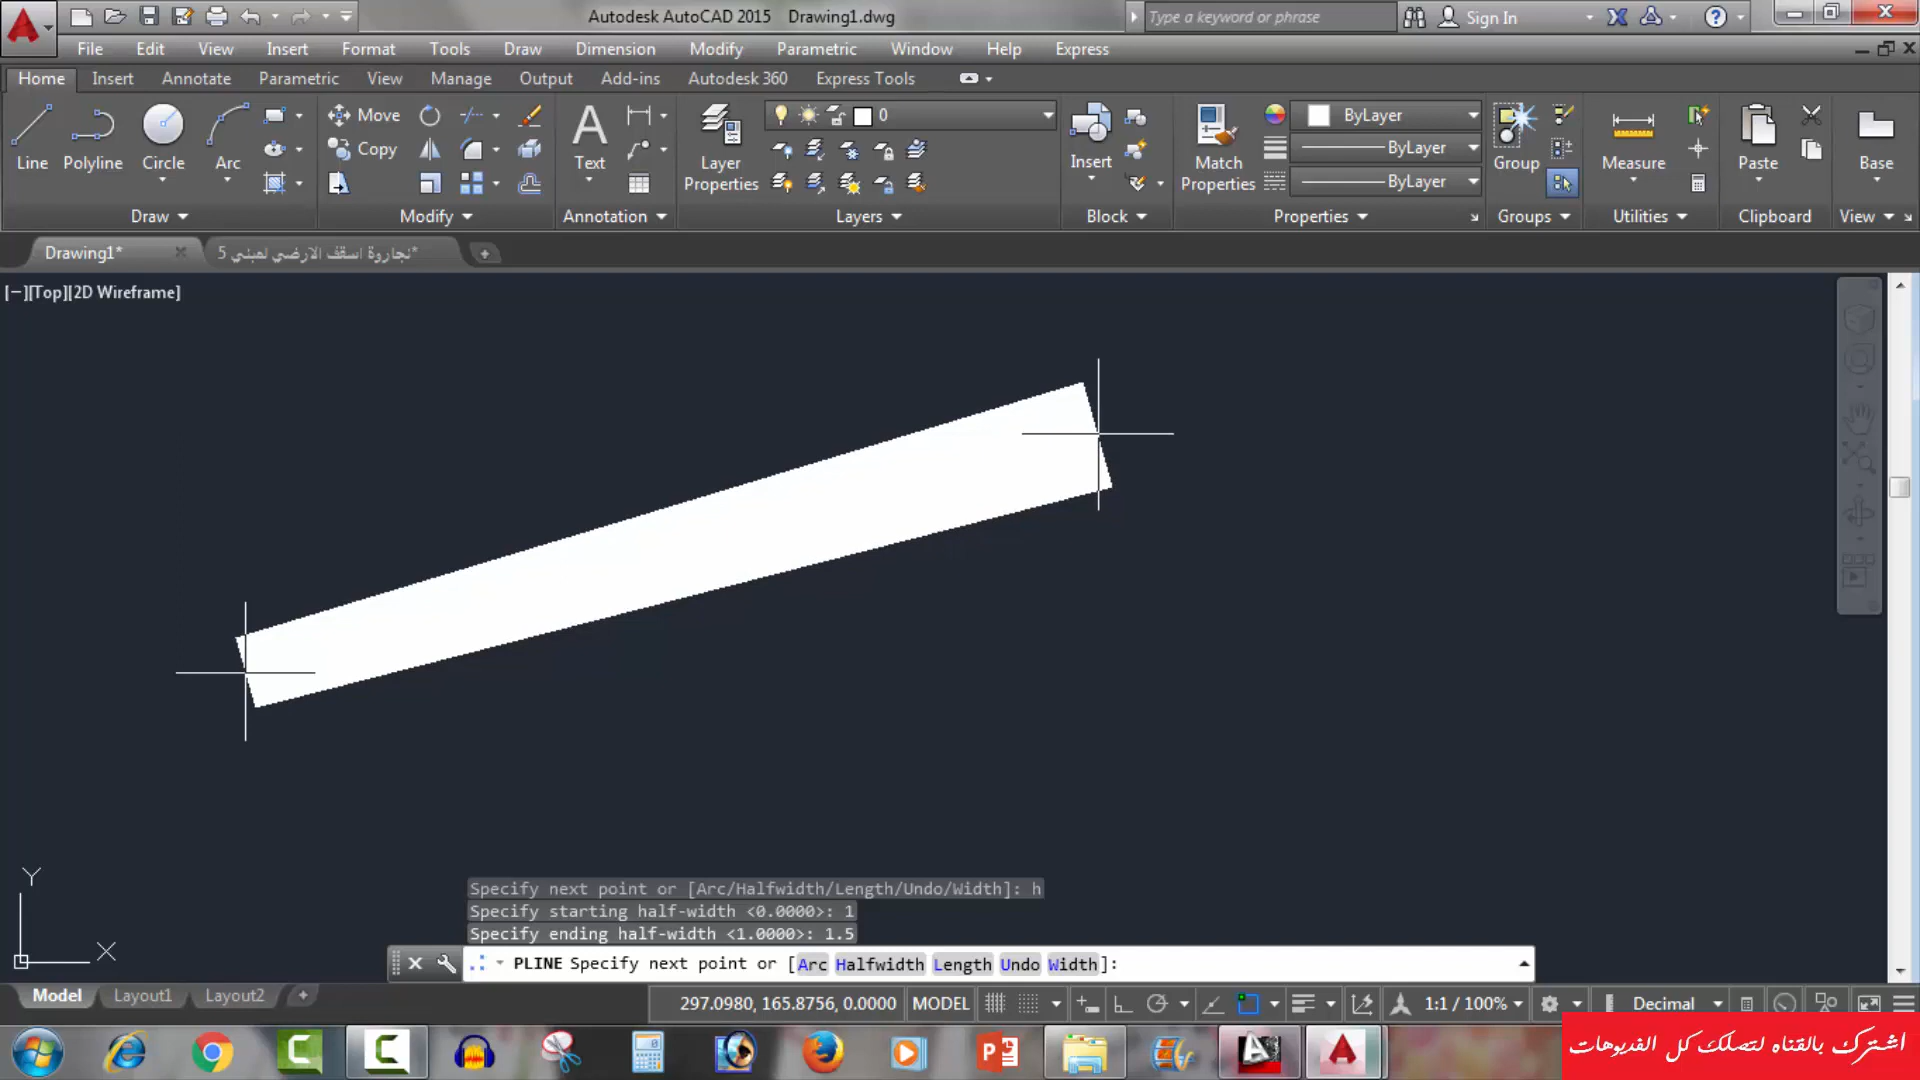 Autodesk AutoCAD 2015 Drawing1.dwg
Type a keyword or phrase
Sign In
File Edit View Insert Format Tools Draw Dimension Modify Parametric Window Help Express
Home Insert Annotate Parametric View Manage Output Add-ins Autodesk 360 Express Tools
Move
0
ByLayer
Copy
ByLayer
Line Polyline Circle Arc
Text
Layer
Properties
Insert
Match
Properties
ByLayer
Group
Measure
Paste
Base
Draw
Modify
Annotation
Layers
Block
Properties
Groups
Utilities
Clipboard
View
Drawing1*
نجاروة اسقف الارضي لمبني 5*
[−][Top][2D Wireframe]
Y
X
Specify next point or [Arc/Halfwidth/Length/Undo/Width]: h
Specify starting half-width <0.0000>: 1
Specify ending half-width <1.0000>: 1.5
PLINE Specify next point or [Arc Halfwidth Length Undo Width]:
Model Layout1 Layout2
297.0980, 165.8756, 0.0000 MODEL
1:1 / 100%
Decimal
اشترك بالقناه لتصلك كل الفديوهات